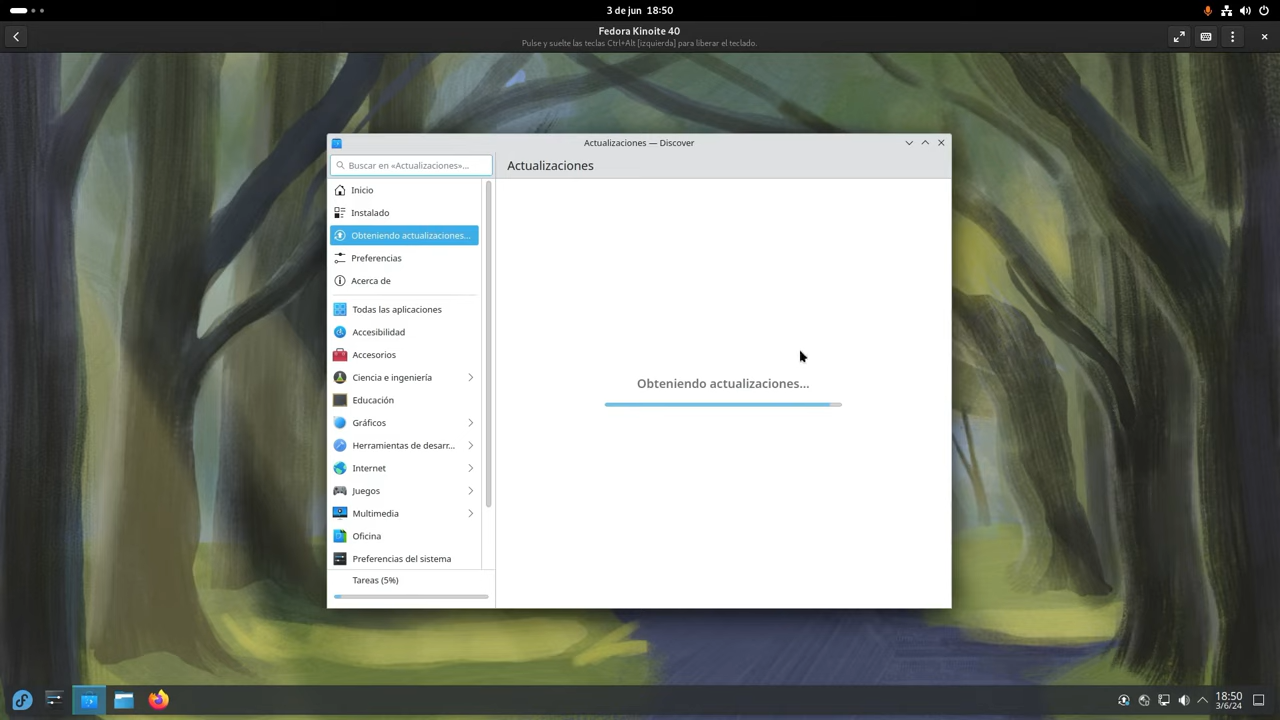 3 de jun 18:50
Fedora Kinoite 40
Pulse y suelte las teclas Ctrl+Alt [izquierda] para liberar el teclado.
Actualizaciones — Discover
Buscar en «Actualizaciones»...
Actualizaciones
Inicio
Instalado
Obteniendo actualizaciones...
Preferencias
Acerca de
Todas las aplicaciones
Accesibilidad
Accesorios
Ciencia e ingeniería
Educación
Gráficos
Herramientas de desarr...
Internet
Juegos
Multimedia
Oficina
Preferencias del sistema
Tareas (5%)
Obteniendo actualizaciones...
18:50
3/6/24